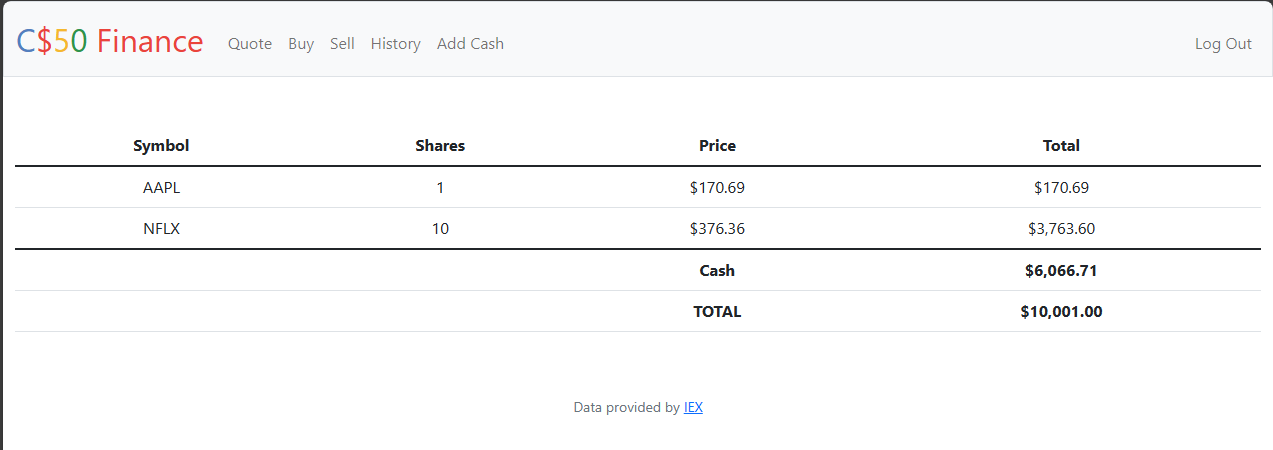 C$50 Finance Quote Buy Sell History Add Cash Log Out
Symbol Shares Price Total
AAPL 1 $170.69 $170.69
NFLX 10 $376.36 $3,763.60
Cash $6,066.71
TOTAL $10,001.00
Data provided by IEX